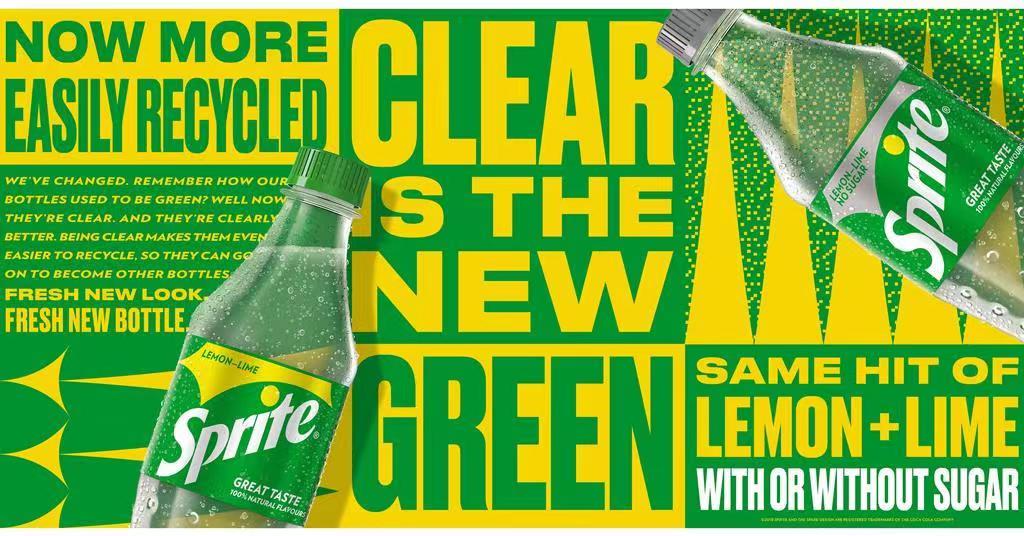 NOW MORE
EASILY RECYCLED
WE'VE CHANGED. REMEMBER HOW OUR
BOTTLES USED TO BE GREEN? WELL NOW
THEY'RE CLEAR. AND THEY'RE CLEARLY
BETTER. BEING CLEAR MAKES THEM EVEN
EASIER TO RECYCLE, SO THEY CAN GO
ON TO BECOME OTHER BOTTLES.
FRESH NEW LOOK.
FRESH NEW BOTTLE.
LEMON-LIME
Sprite®
GREAT TASTE
100% NATURAL FLAVOURS
CLEAR
IS THE
NEW
GREEN
LEMON-LIME
NO SUGAR
Sprite®
GREAT TASTE
100% NATURAL FLAVOURS
SAME HIT OF
LEMON + LIME
WITH OR WITHOUT SUGAR